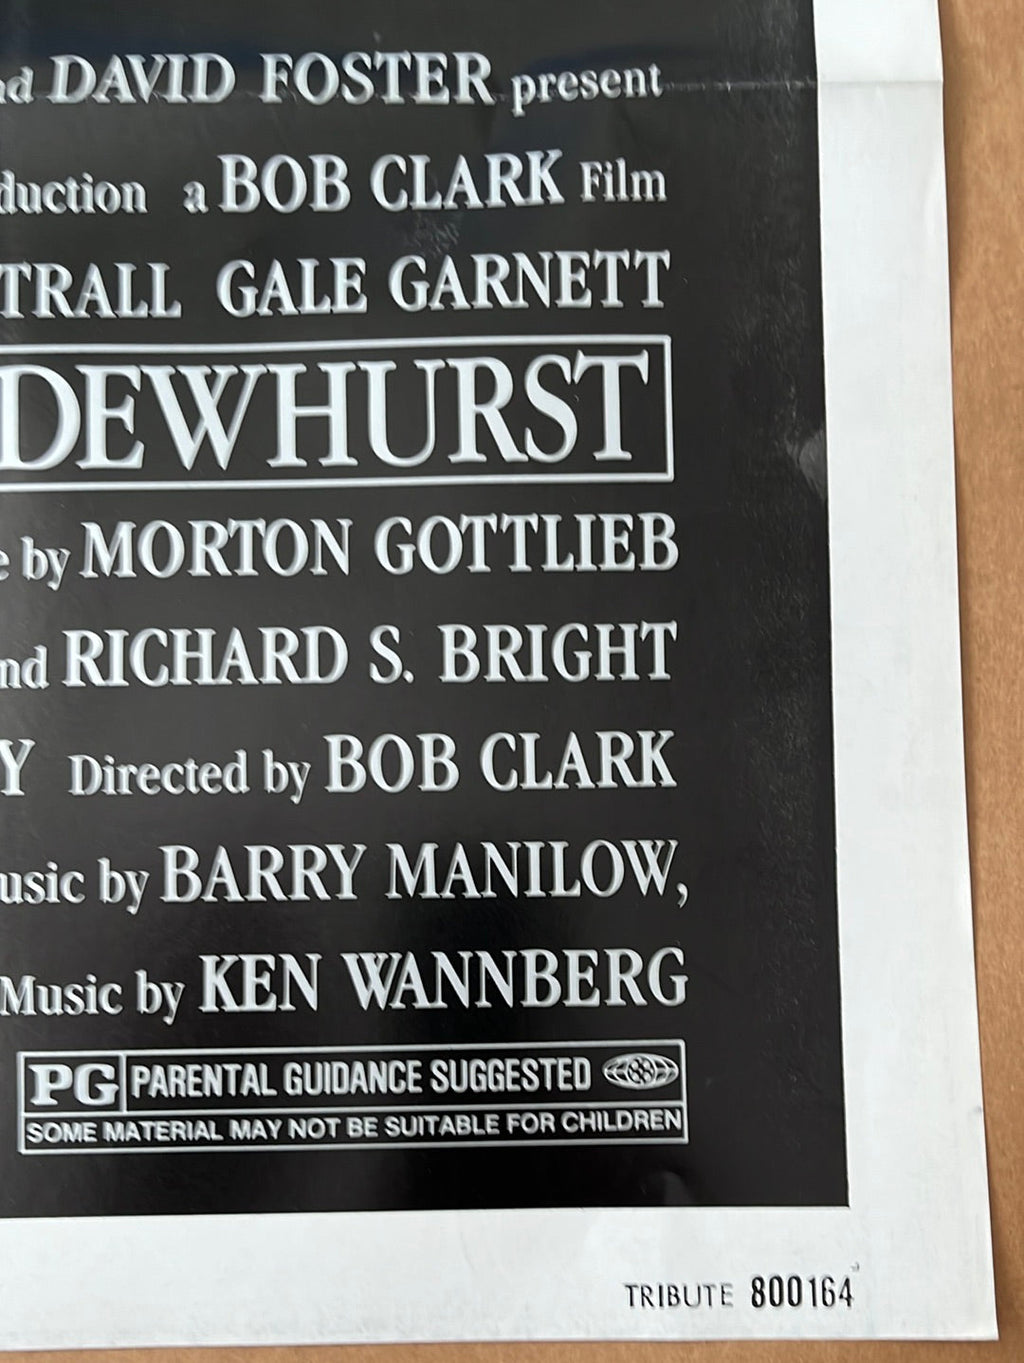 nd DAVID FOSTER present
duction a BOB CLARK Film
TRALL GALE GARNETT
DEWHURST
e by MORTON GOTTLIEB
nd RICHARD S. BRIGHT
Y Directed by BOB CLARK
usic by BARRY MANILOW,
Music by KEN WANNBERG
PG PARENTAL GUIDANCE SUGGESTED
SOME MATERIAL MAY NOT BE SUITABLE FOR CHILDREN
TRIBUTE 800164